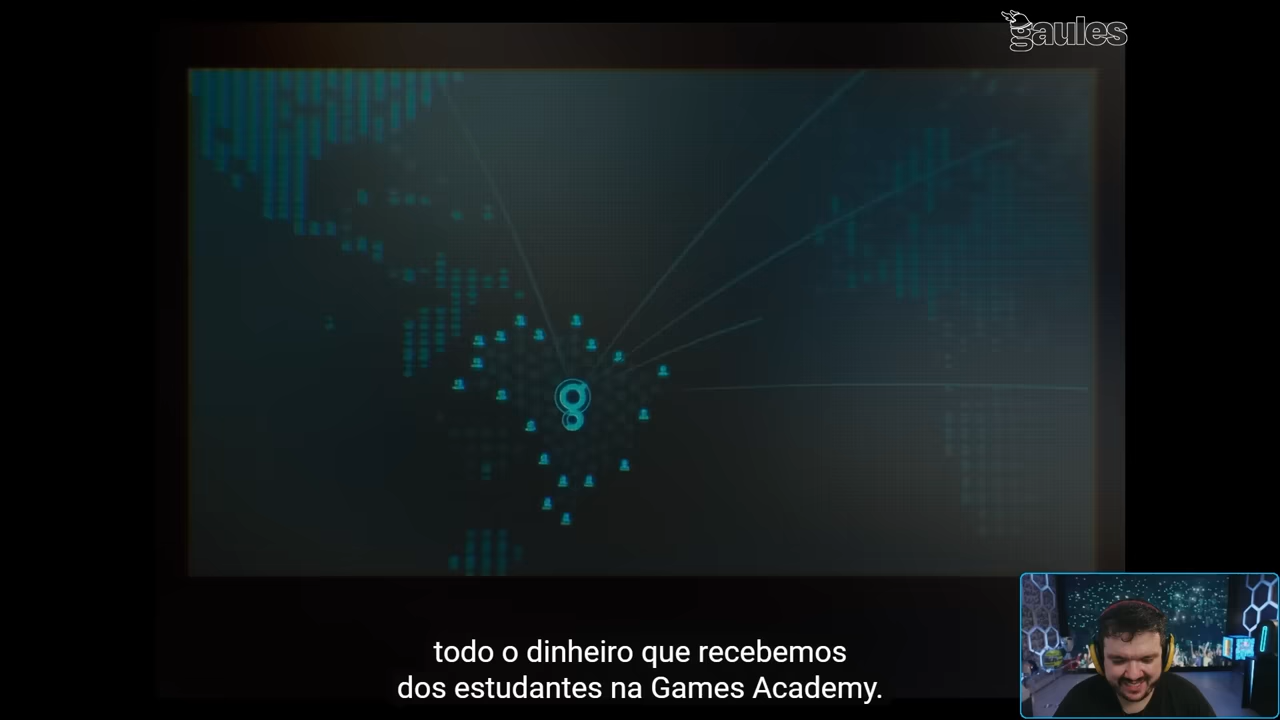 gaules
todo o dinheiro que recebemos
dos estudantes na Games Academy.